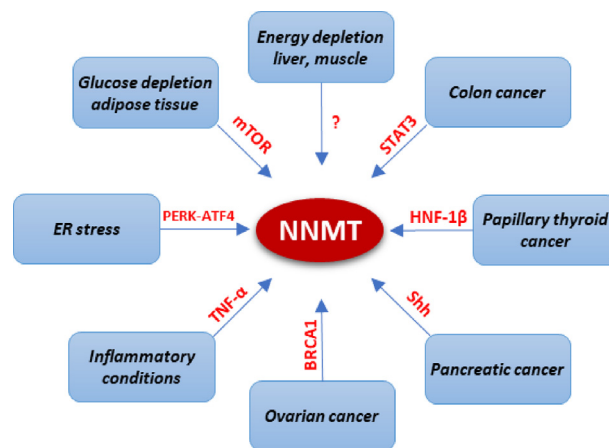 Energy depletion
liver, muscle
Glucose depletion
adipose tissue
Colon cancer
mTOR
?
STAT3
ER stress
PERK-ATF4
NNMT
HNF-1β
Papillary thyroid
cancer
TNF-α
BRCA1
Shh
Inflammatory
conditions
Ovarian cancer
Pancreatic cancer